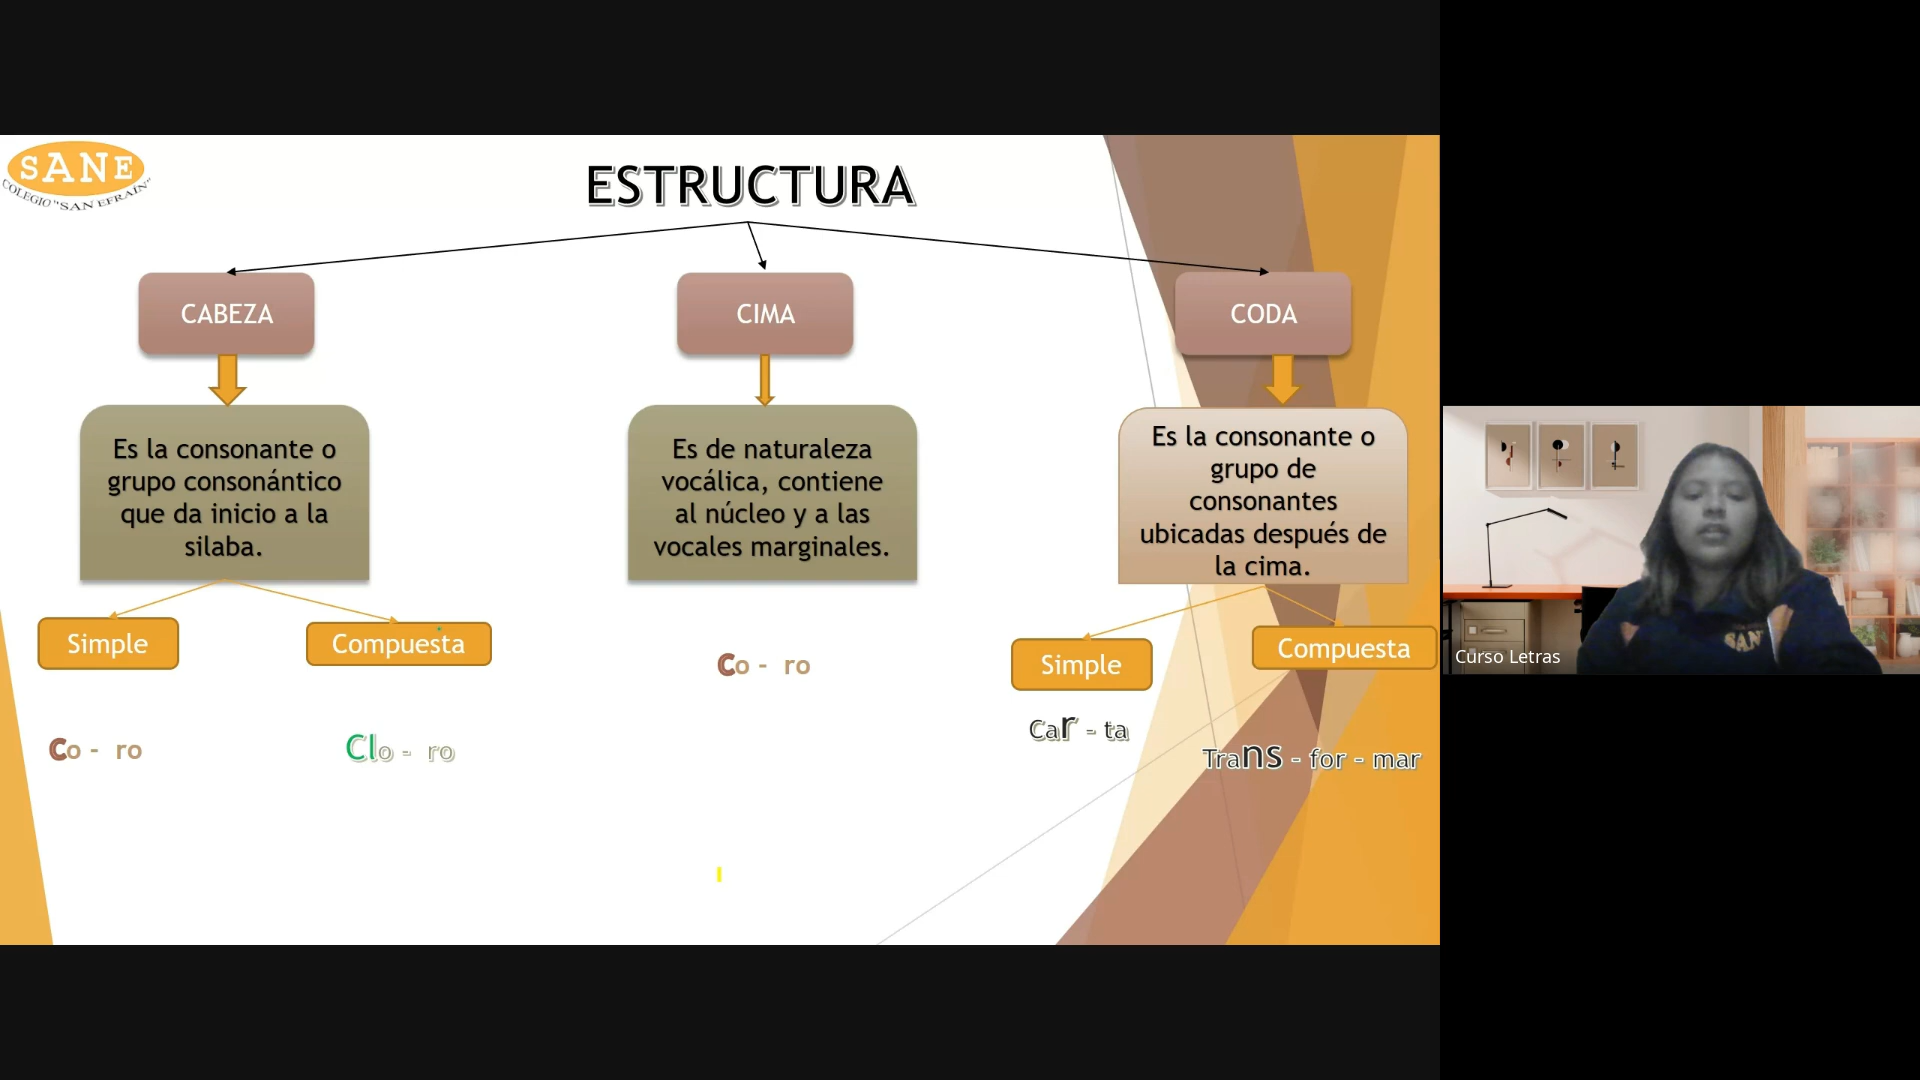 SANE
COLEGIO "SAN EFRAÍN"
ESTRUCTURA
CABEZA
CIMA
CODA
Es la consonante o
grupo consonántico
que da inicio a la
silaba.
Es de naturaleza
vocálica, contiene
al núcleo y a las
vocales marginales.
Es la consonante o
grupo de
consonantes
ubicadas después de
la cima.
Simple
Compuesta
Simple
Compuesta
Co - ro
Clo - ro
Co - ro
Car - ta
Trans - for - mar
SAN
Curso Letras